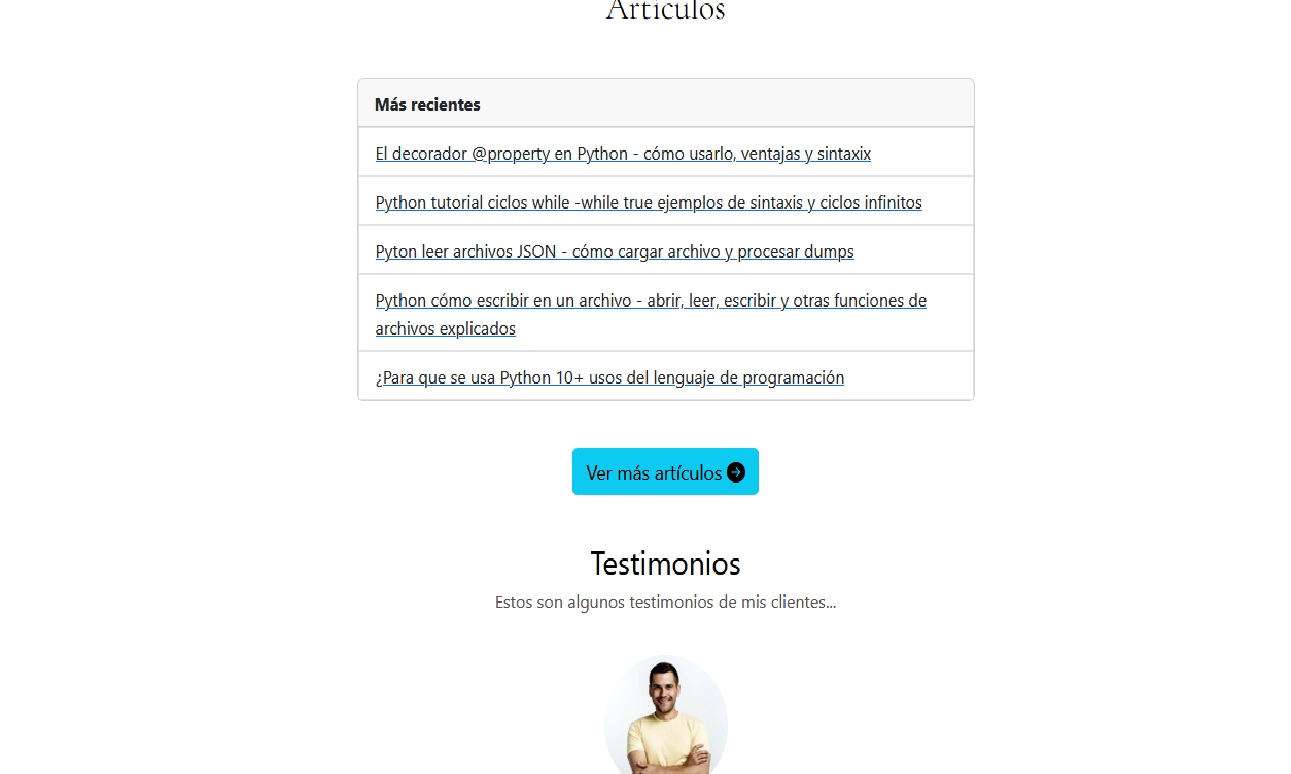 Artículos
Más recientes
El decorador @property en Python - cómo usarlo, ventajas y sintaxix
Python tutorial ciclos while -while true ejemplos de sintaxis y ciclos infinitos
Pyton leer archivos JSON - cómo cargar archivo y procesar dumps
Python cómo escribir en un archivo - abrir, leer, escribir y otras funciones de
archivos explicados
¿Para que se usa Python 10+ usos del lenguaje de programación
Ver más artículos
Testimonios
Estos son algunos testimonios de mis clientes...